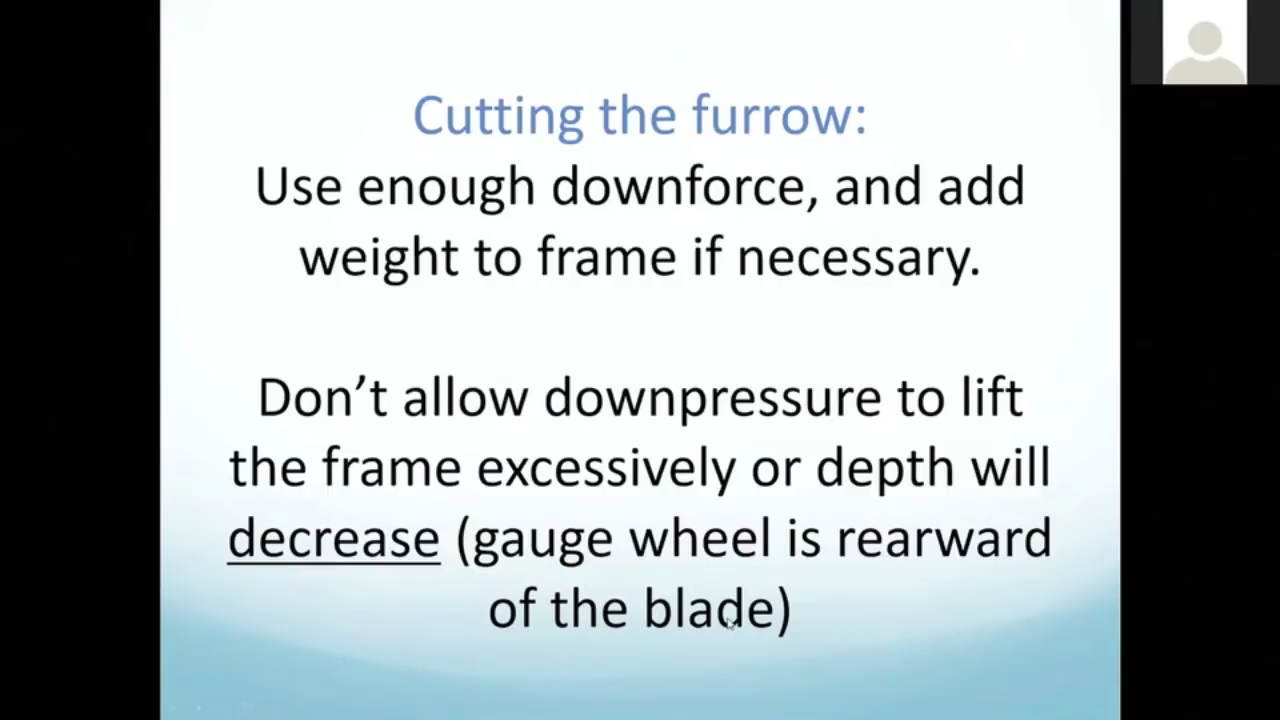 Cutting the furrow:
Use enough downforce, and add
weight to frame if necessary.
Don’t allow downpressure to lift
the frame excessively or depth will
decrease (gauge wheel is rearward
of the blade)